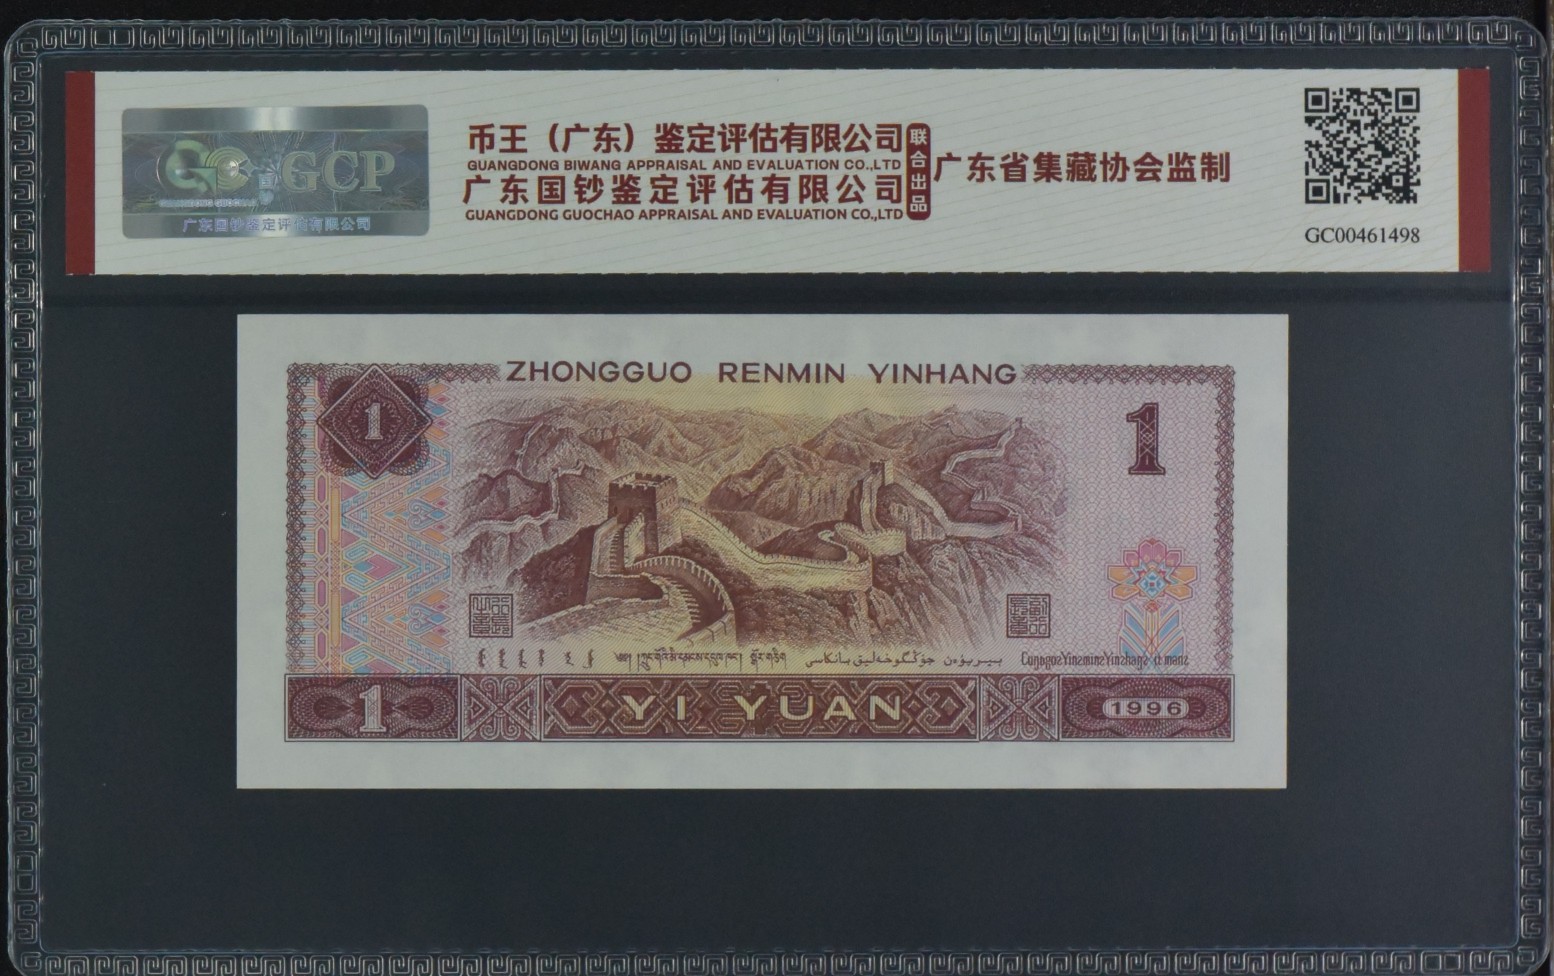 币王（广东）鉴定评估有限公司
GUANGDONG BIWANG APPRAISAL AND EVALUATION CO.,LTD
广东国钞鉴定评估有限公司
GUANGDONG GUOCHAO APPRAISAL AND EVALUATION CO.,LTD
联合出品
广东省集藏协会监制
GCP
GUANGDONG GUOCHAO
广东国钞鉴定评估有限公司
GC00461498
ZHONGGUO RENMIN YINHANG
1
1
1
YI YUAN
1996